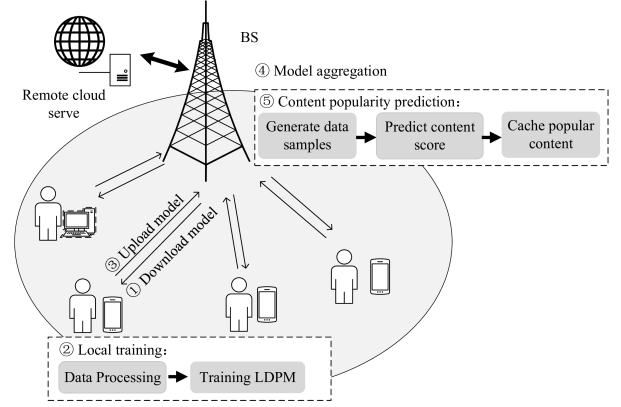 BS
Remote cloud
serve
④ Model aggregation
⑤ Content popularity prediction:
Generate data
samples
Predict content
score
Cache popular
content
③ Upload model
① Download model
② Local training:
Data Processing
Training LDPM